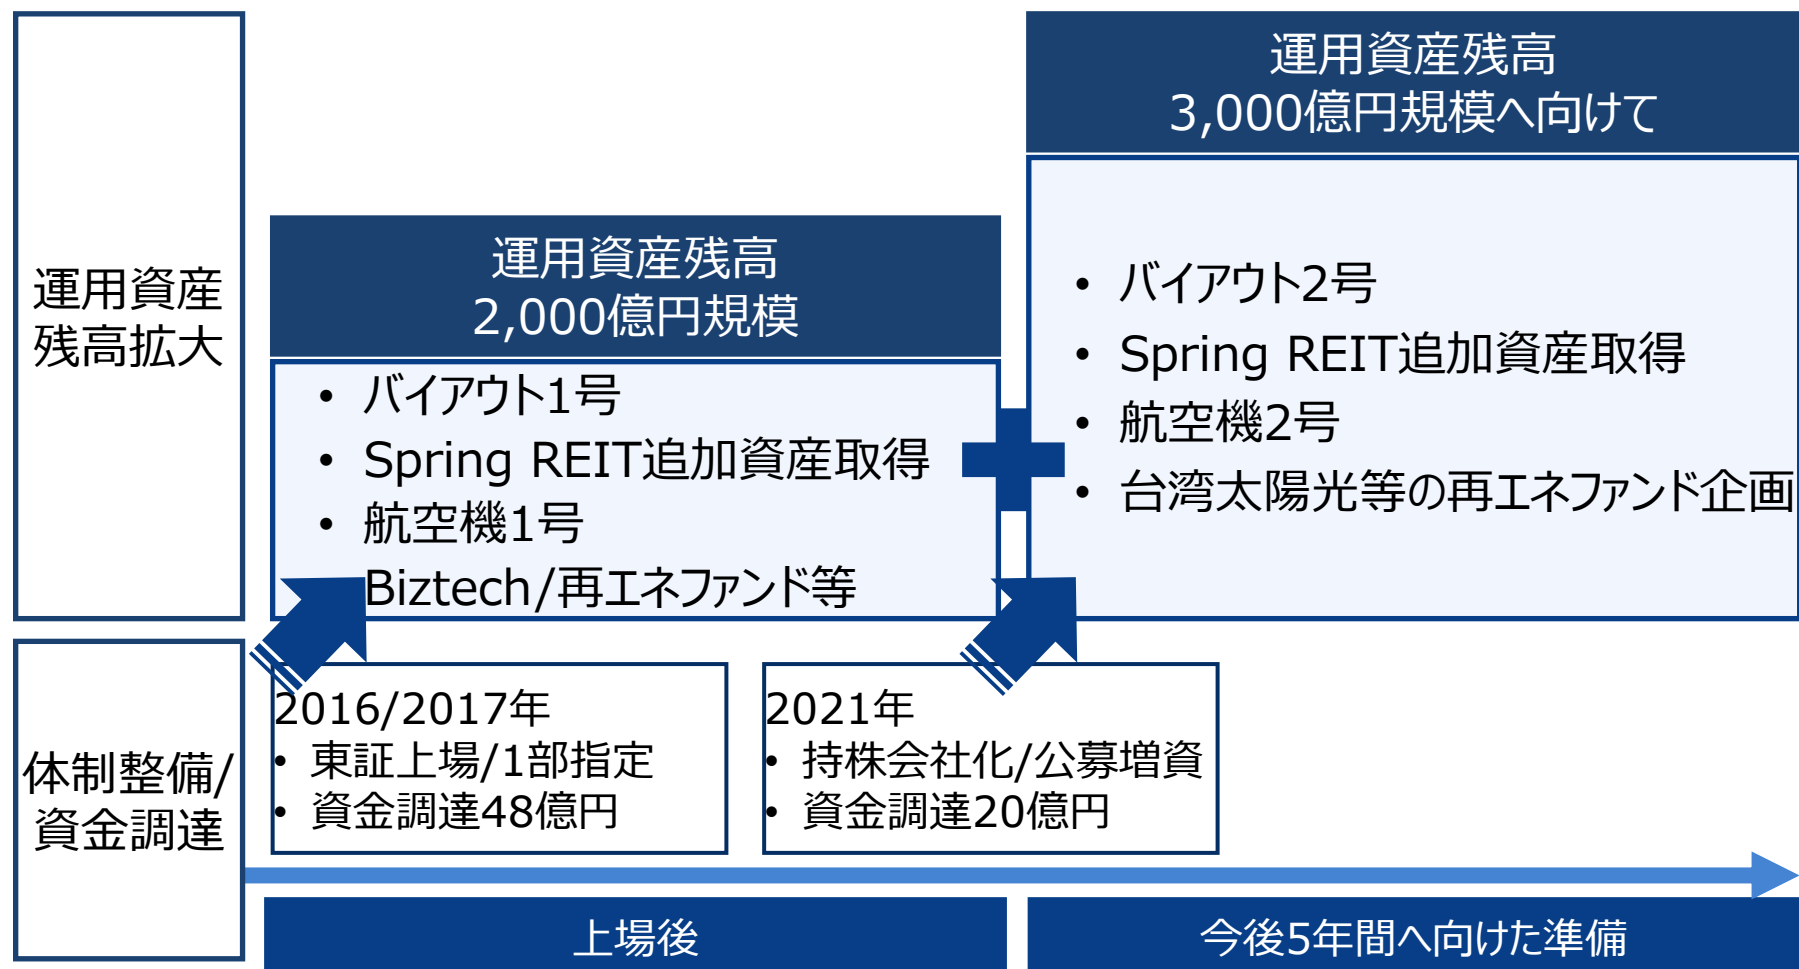 運用資産
残高拡大
運用資産残高
2,000億円規模
• バイアウト1号
• Spring REIT追加資産取得
• 航空機1号
Biztech/再エネファンド等
運用資産残高
3,000億円規模へ向けて
• バイアウト2号
• Spring REIT追加資産取得
• 航空機2号
• 台湾太陽光等の再エネファンド企画
体制整備/
資金調達
2016/2017年
• 東証上場/1部指定
• 資金調達48億円
2021年
• 持株会社化/公募増資
• 資金調達20億円
上場後
今後5年間へ向けた準備